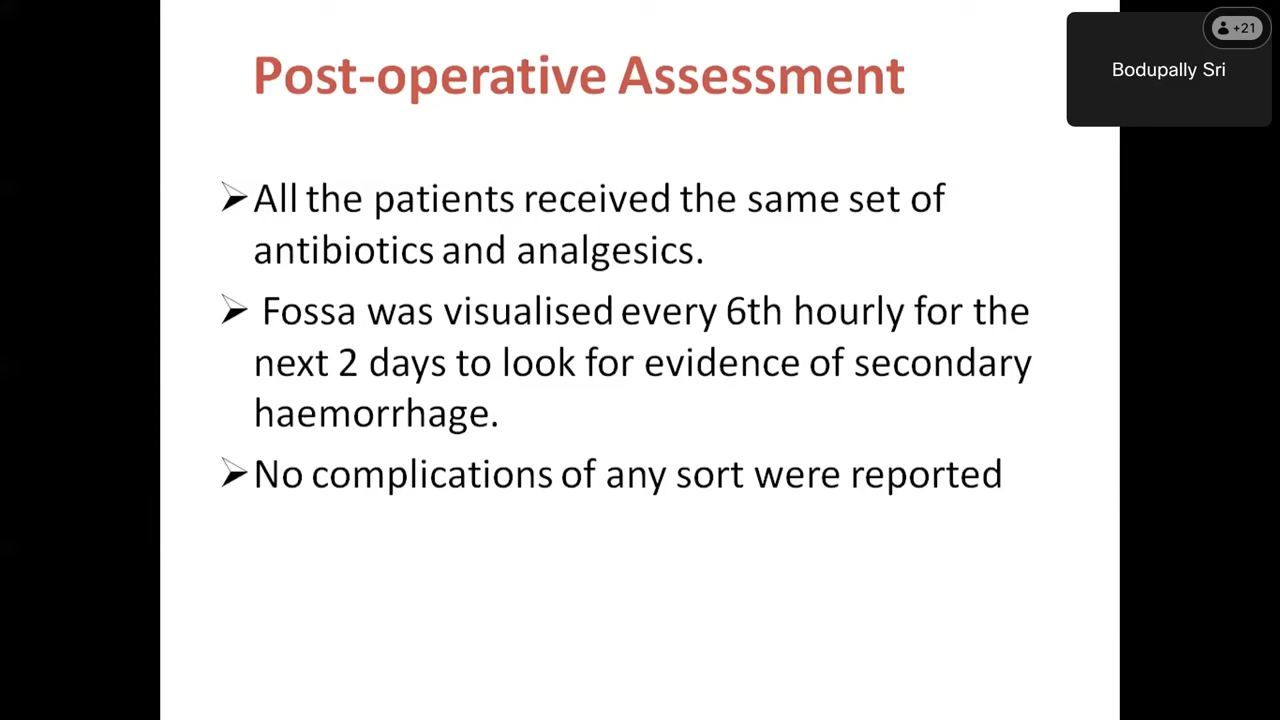 Post-operative Assessment
+21
Bodupally Sri
All the patients received the same set of
antibiotics and analgesics.
Fossa was visualised every 6th hourly for the
next 2 days to look for evidence of secondary
haemorrhage.
No complications of any sort were reported